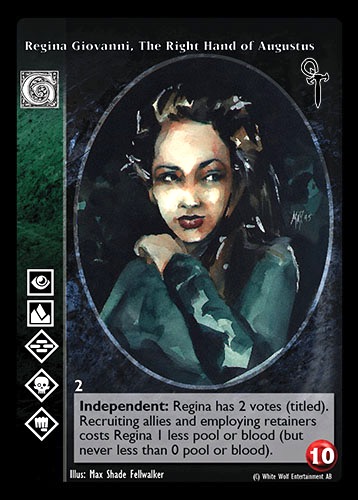 Regina Giovanni, The Right Hand of Augustus
2
Independent: Regina has 2 votes (titled).
Recruiting allies and employing retainers
costs Regina 1 less pool or blood (but
never less than 0 pool or blood).
10
Illus: Max Shade Fellwalker
(C) White Wolf Entertainment AB